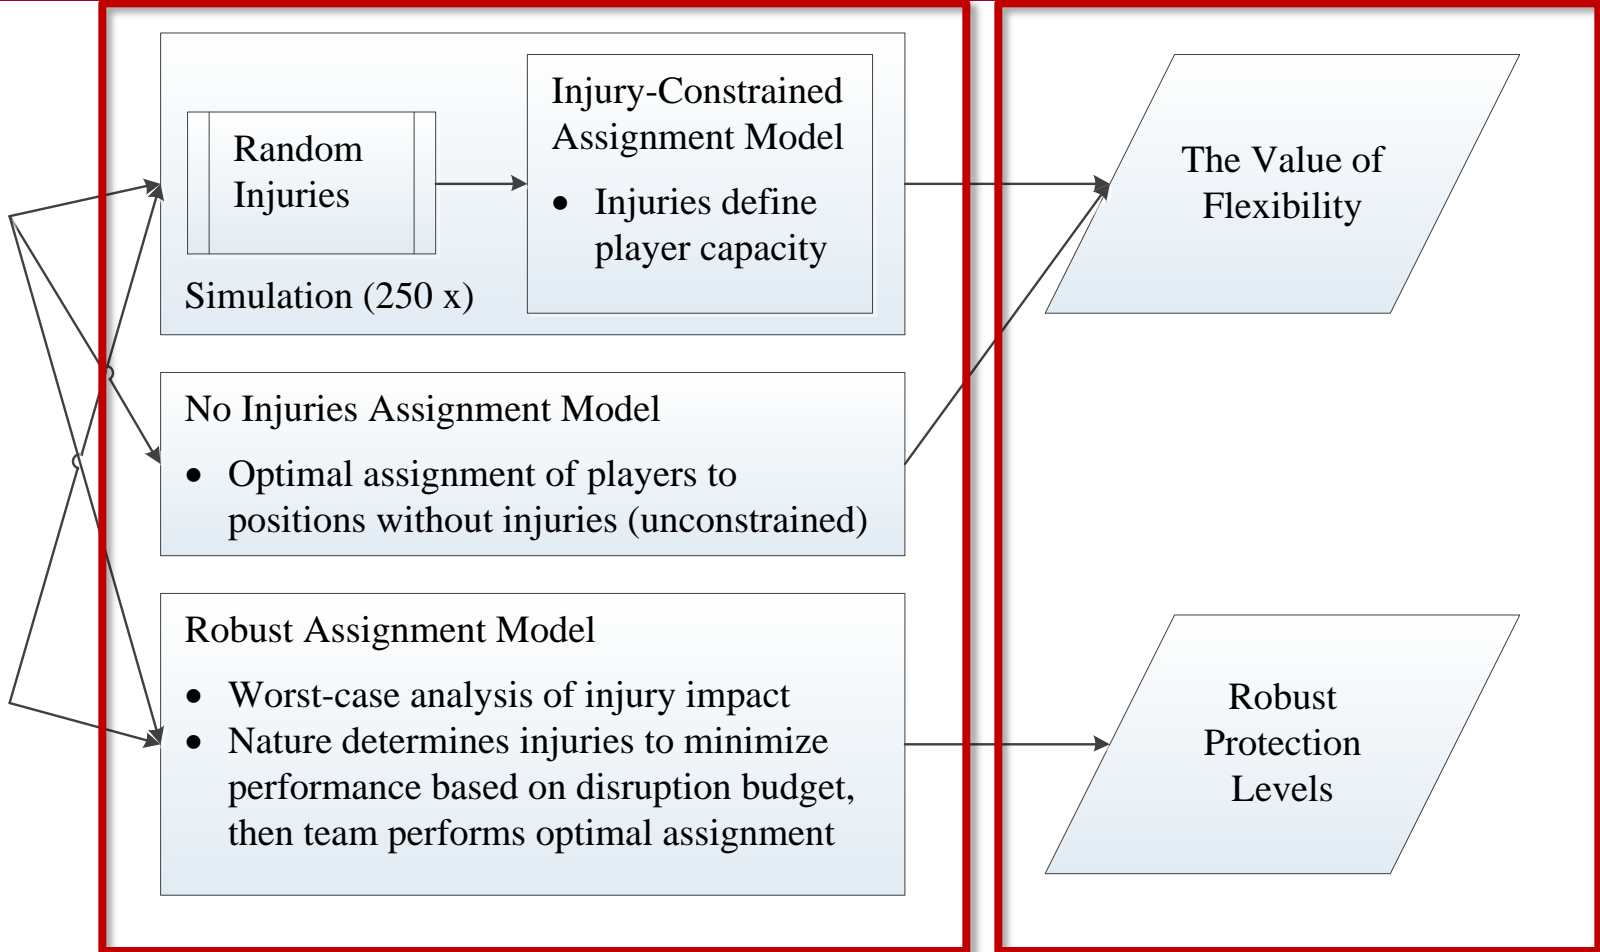 Random
Injuries
Simulation (250 x)
Injury-Constrained
Assignment Model
• Injuries define
player capacity
No Injuries Assignment Model
• Optimal assignment of players to
positions without injuries (unconstrained)
Robust Assignment Model
• Worst-case analysis of injury impact
• Nature determines injuries to minimize
performance based on disruption budget,
then team performs optimal assignment
The Value of
Flexibility
Robust
Protection
Levels